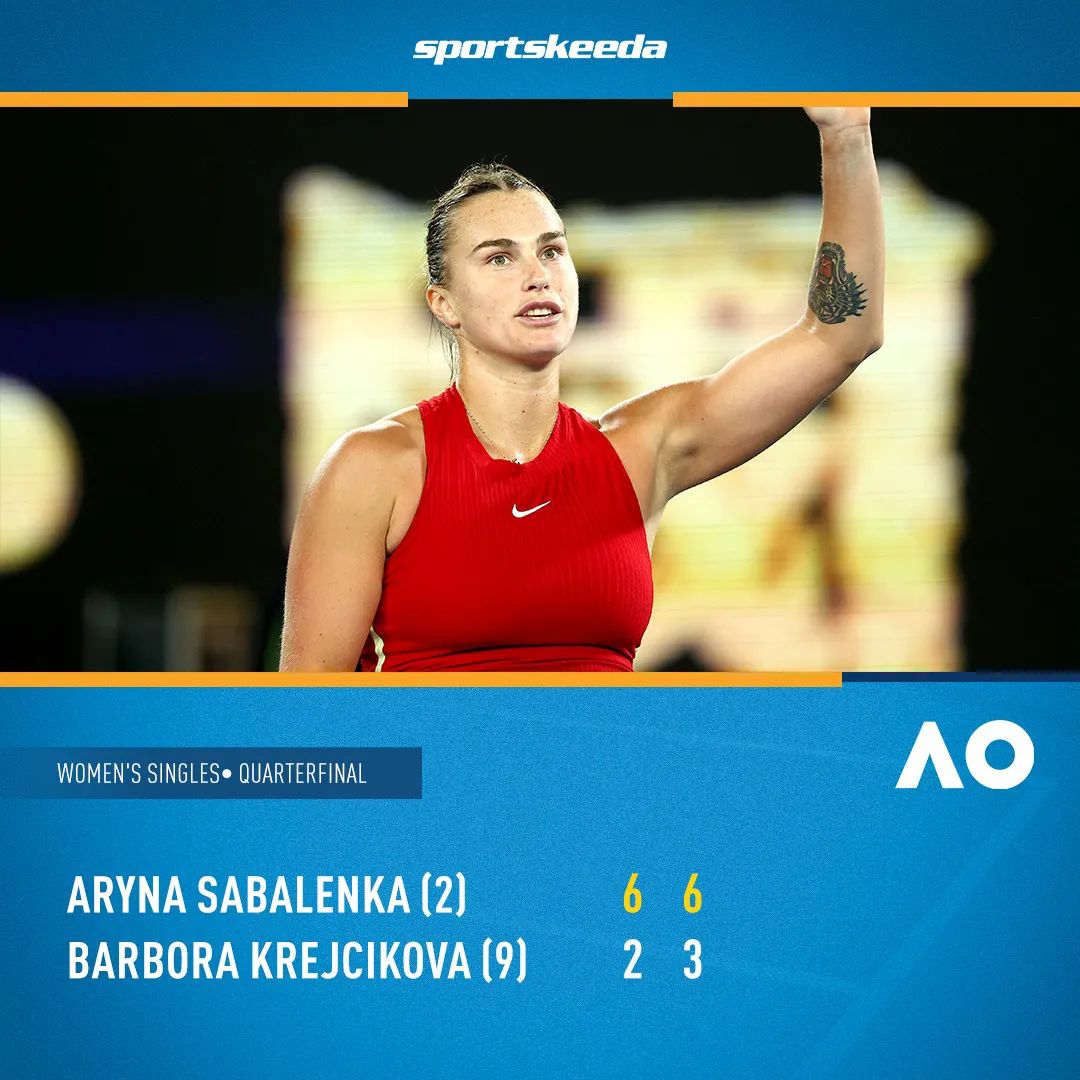 sportskeeda
AO
WOMEN'S SINGLES• QUARTERFINAL
ARYNA SABALENKA (2) 6 6
BARBORA KREJCIKOVA (9) 2 3